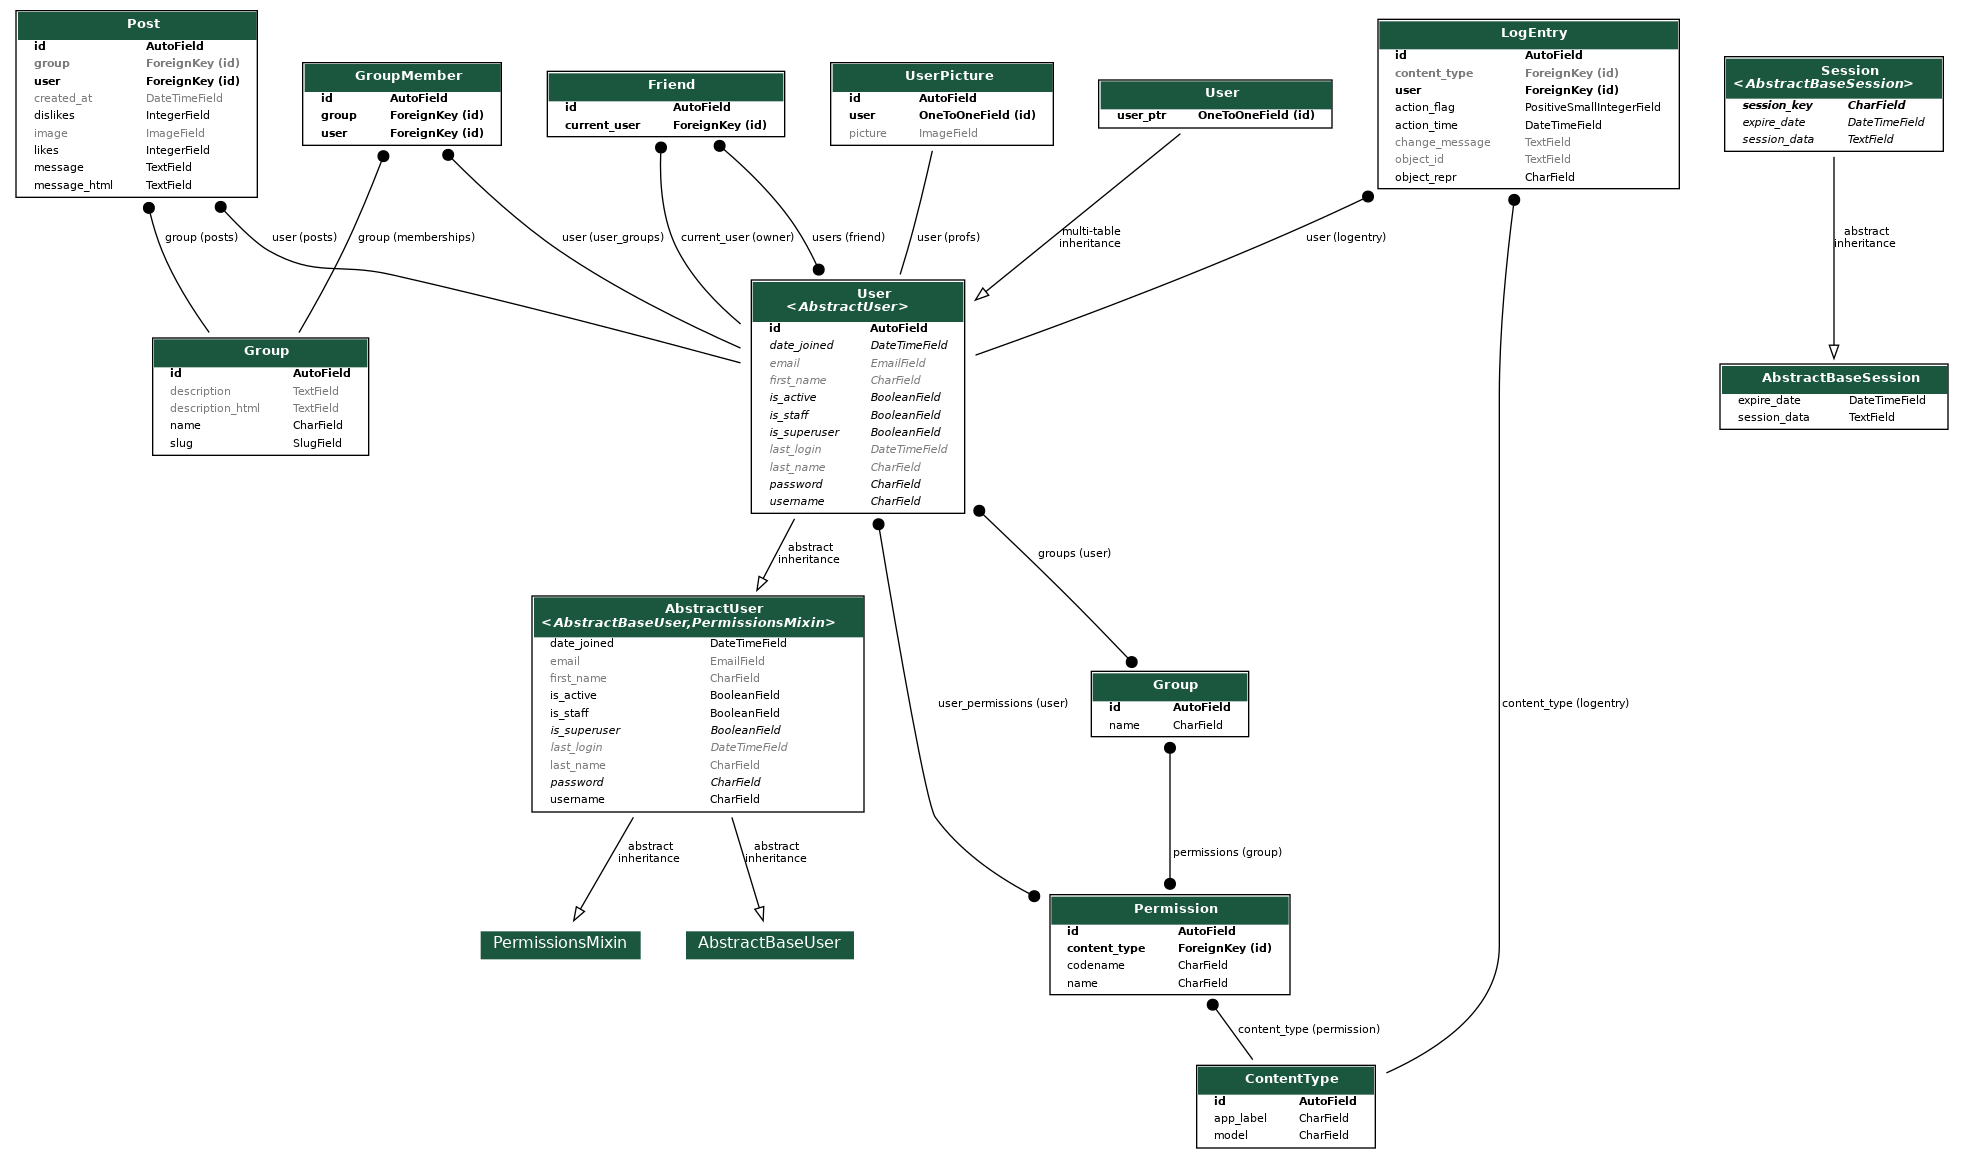 Post
id AutoField
group ForeignKey (id)
user ForeignKey (id)
created_at DateTimeField
dislikes IntegerField
image ImageField
likes IntegerField
message TextField
message_html TextField
GroupMember
id AutoField
group ForeignKey (id)
user ForeignKey (id)
Friend
id AutoField
current_user ForeignKey (id)
UserPicture
id AutoField
user OneToOneField (id)
picture ImageField
User
user_ptr OneToOneField (id)
LogEntry
id AutoField
content_type ForeignKey (id)
user ForeignKey (id)
action_flag PositiveSmallIntegerField
action_time DateTimeField
change_message TextField
object_id TextField
object_repr CharField
Session
<AbstractBaseSession>
session_key CharField
expire_date DateTimeField
session_data TextField
group (posts)
user (posts)
group (memberships)
user (user_groups)
current_user (owner)
users (friend)
user (profs)
multi-table
inheritance
user (logentry)
abstract
inheritance
Group
id AutoField
description TextField
description_html TextField
name CharField
slug SlugField
User
<AbstractUser>
id AutoField
date_joined DateTimeField
email EmailField
first_name CharField
is_active BooleanField
is_staff BooleanField
is_superuser BooleanField
last_login DateTimeField
last_name CharField
password CharField
username CharField
AbstractBaseSession
expire_date DateTimeField
session_data TextField
abstract
inheritance
groups (user)
AbstractUser
<AbstractBaseUser,PermissionsMixin>
date_joined DateTimeField
email EmailField
first_name CharField
is_active BooleanField
is_staff BooleanField
is_superuser BooleanField
last_login DateTimeField
last_name CharField
password CharField
username CharField
user_permissions (user)
Group
id AutoField
name CharField
content_type (logentry)
abstract
inheritance
abstract
inheritance
permissions (group)
PermissionsMixin
AbstractBaseUser
Permission
id AutoField
content_type ForeignKey (id)
codename CharField
name CharField
content_type (permission)
ContentType
id AutoField
app_label CharField
model CharField